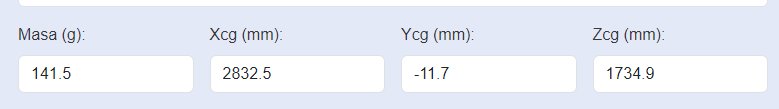 Masa (g): Xcg (mm): Ycg (mm): Zcg (mm):
141.5 2832.5 -11.7 1734.9